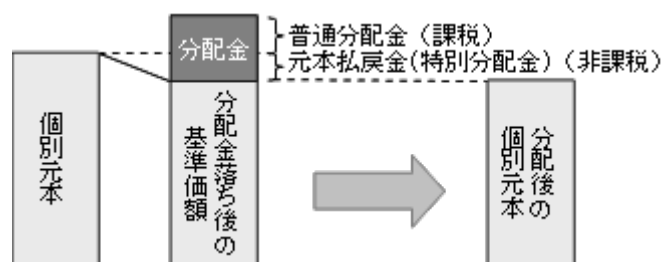 分配金
普通分配金（課税）
元本払戻金(特別分配金)（非課税）
個別元本
分配金落ち後の
基準価額
分配後の
個別元本